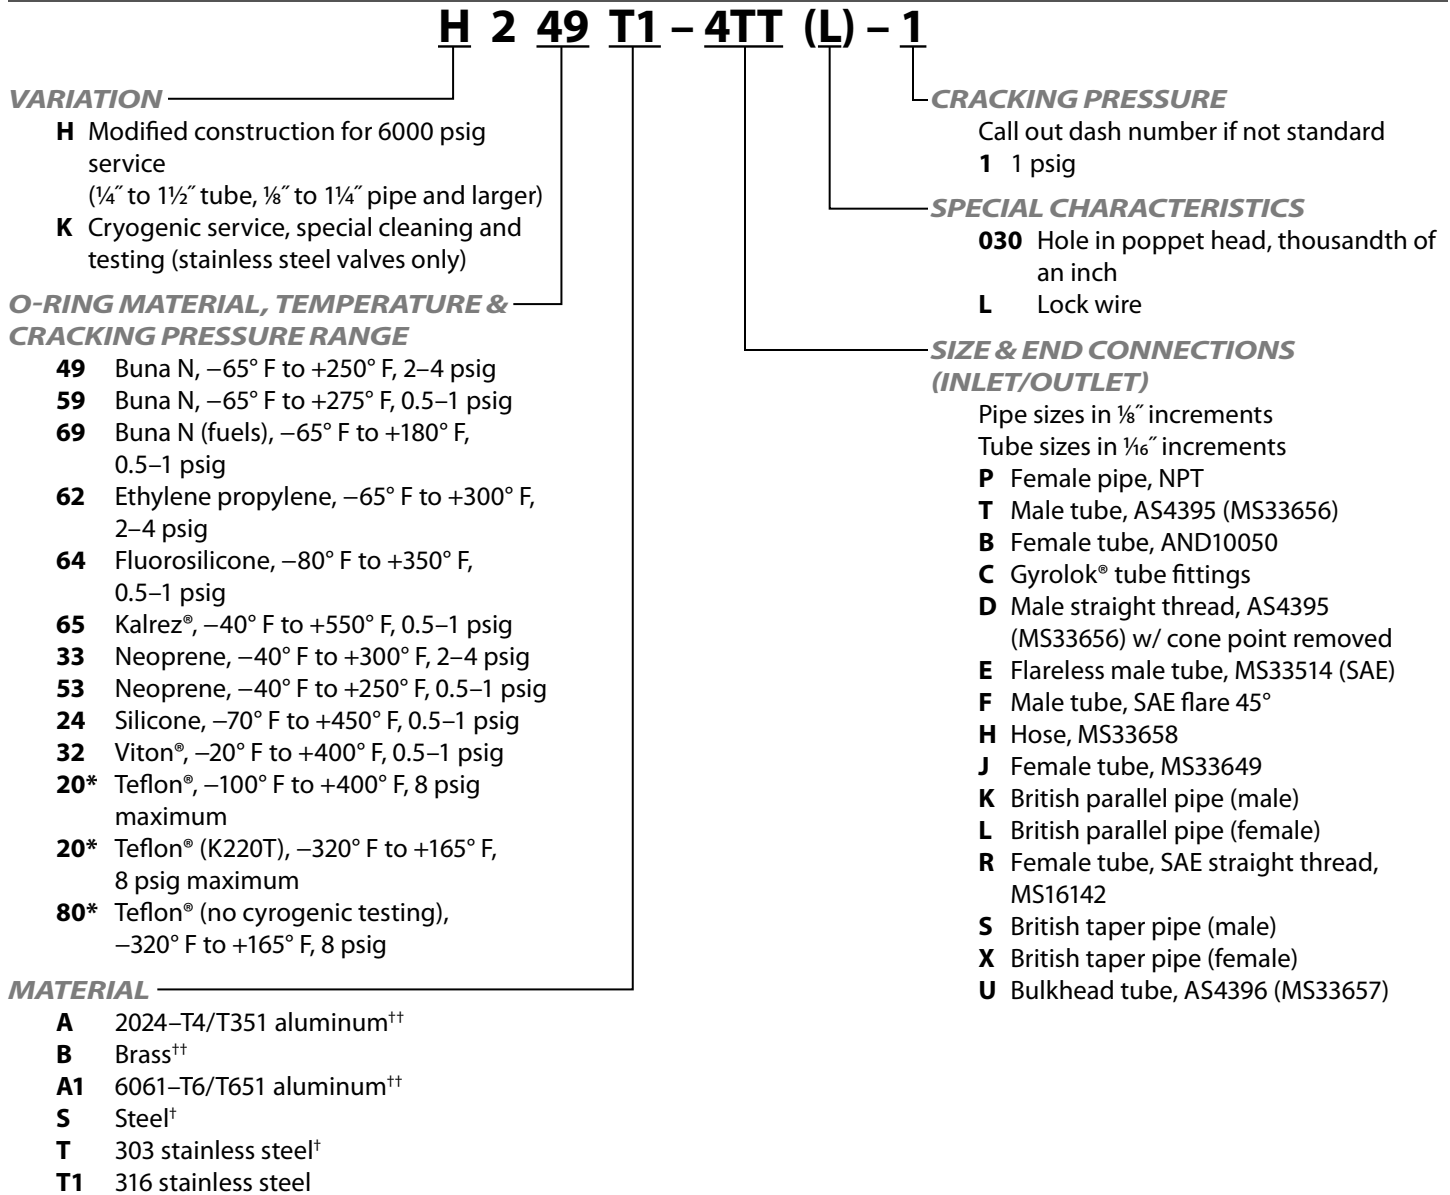 H 2 49 T1 – 4TT (L) – 1
VARIATION
H Modified construction for 6000 psig
service
(¼˝ to 1½˝ tube, ⅛˝ to 1¼˝ pipe and larger)
K Cryogenic service, special cleaning and
testing (stainless steel valves only)
O-RING MATERIAL, TEMPERATURE &
CRACKING PRESSURE RANGE
49 Buna N, −65° F to +250° F, 2–4 psig
59 Buna N, −65° F to +275° F, 0.5–1 psig
69 Buna N (fuels), −65° F to +180° F,
0.5–1 psig
62 Ethylene propylene, −65° F to +300° F,
2–4 psig
64 Fluorosilicone, −80° F to +350° F,
0.5–1 psig
65 Kalrez®, −40° F to +550° F, 0.5–1 psig
33 Neoprene, −40° F to +300° F, 2–4 psig
53 Neoprene, −40° F to +250° F, 0.5–1 psig
24 Silicone, −70° F to +450° F, 0.5–1 psig
32 Viton®, −20° F to +400° F, 0.5–1 psig
20* Teflon®, −100° F to +400° F, 8 psig
maximum
20* Teflon® (K220T), −320° F to +165° F,
8 psig maximum
80* Teflon® (no cyrogenic testing),
−320° F to +165° F, 8 psig
MATERIAL
A 2024–T4/T351 aluminum††
B Brass††
A1 6061–T6/T651 aluminum††
S Steel†
T 303 stainless steel†
T1 316 stainless steel
CRACKING PRESSURE
Call out dash number if not standard
1 1 psig
SPECIAL CHARACTERISTICS
030 Hole in poppet head, thousandth of
an inch
L Lock wire
SIZE & END CONNECTIONS
(INLET/OUTLET)
Pipe sizes in ⅛˝ increments
Tube sizes in 1⁄16˝ increments
P Female pipe, NPT
T Male tube, AS4395 (MS33656)
B Female tube, AND10050
C Gyrolok® tube fittings
D Male straight thread, AS4395
(MS33656) w/ cone point removed
E Flareless male tube, MS33514 (SAE)
F Male tube, SAE flare 45°
H Hose, MS33658
J Female tube, MS33649
K British parallel pipe (male)
L British parallel pipe (female)
R Female tube, SAE straight thread,
MS16142
S British taper pipe (male)
X British taper pipe (female)
U Bulkhead tube, AS4396 (MS33657)